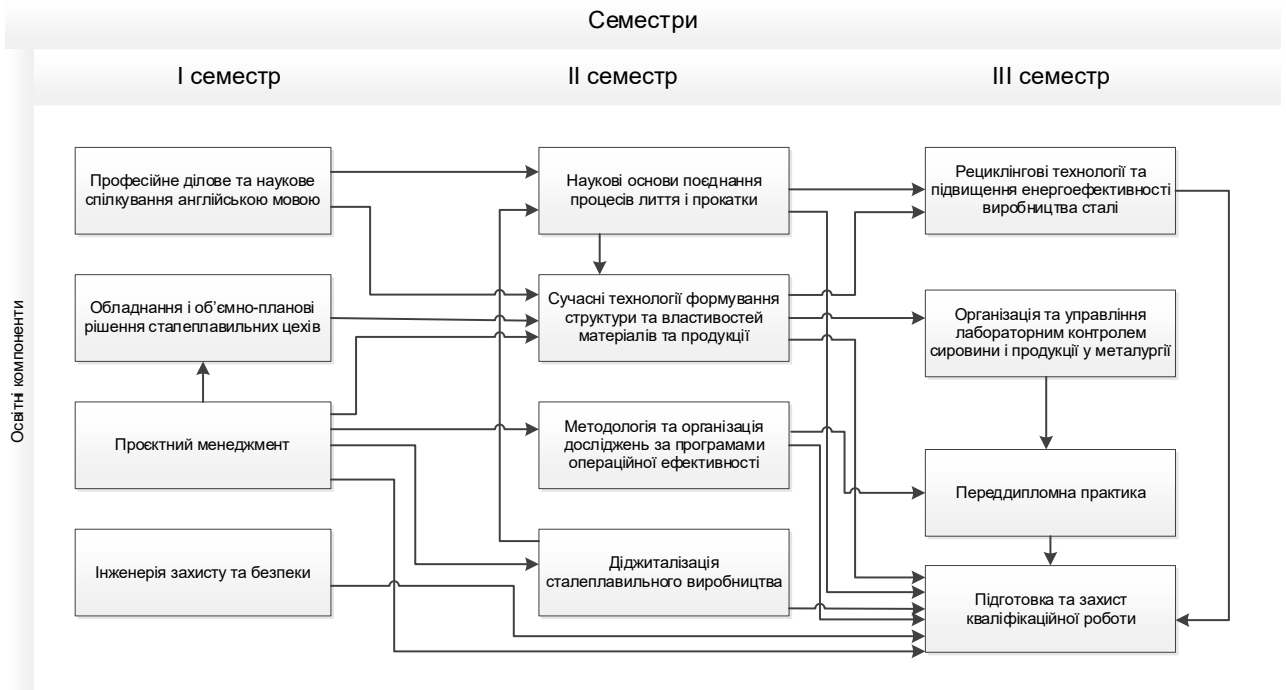 Семестри
І семестр
ІІ семестр
ІІІ семестр
Освітні компоненти
Професійне ділове та наукове
спілкування англійською мовою
Наукові основи поєднання
процесів лиття і прокатки
Рециклінгові технології та
підвищення енергоефективності
виробництва сталі
Обладнання і об’ємно-планові
рішення сталеплавильних цехів
Сучасні технології формування
структури та властивостей
матеріалів та продукції
Організація та управління
лабораторним контролем
сировини і продукції у металургії
Проєктний менеджмент
Методологія та організація
досліджень за програмами
операційної ефективності
Переддипломна практика
Інженерія захисту та безпеки
Діджиталізація
сталеплавильного виробництва
Підготовка та захист
кваліфікаційної роботи